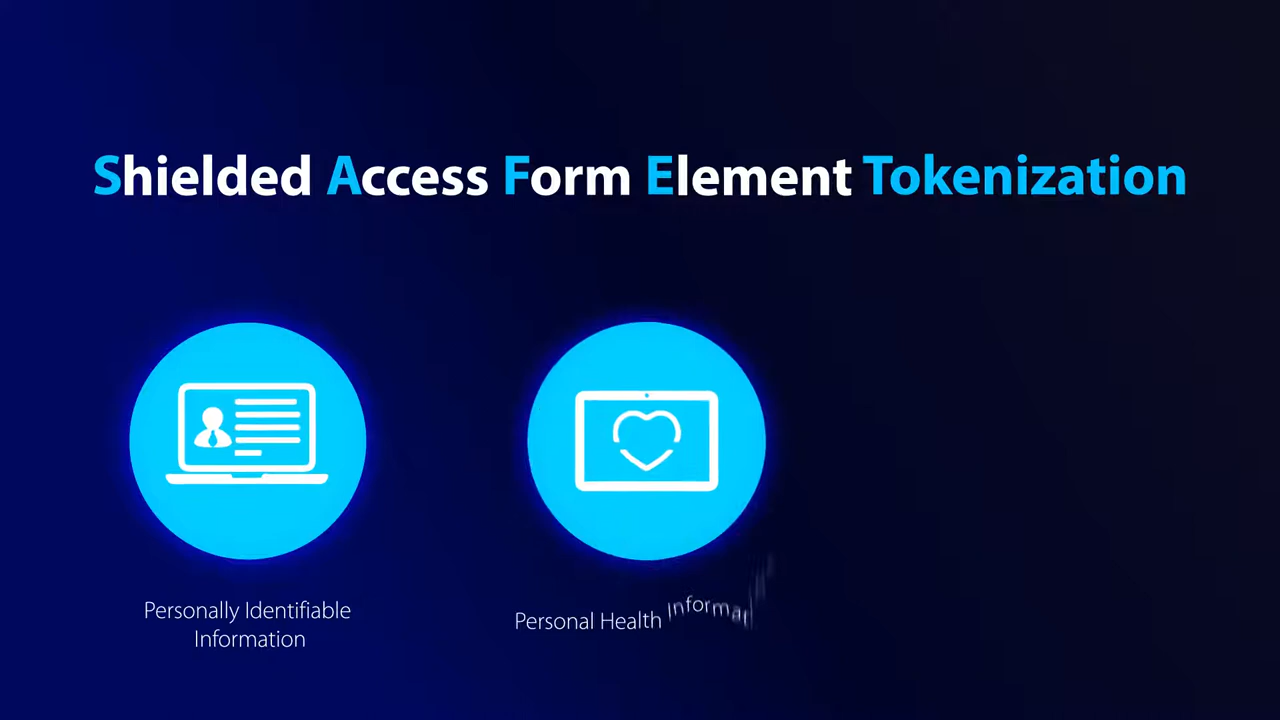 Shielded Access Form Element Tokenization
Personally Identifiable
Information
Personal Health